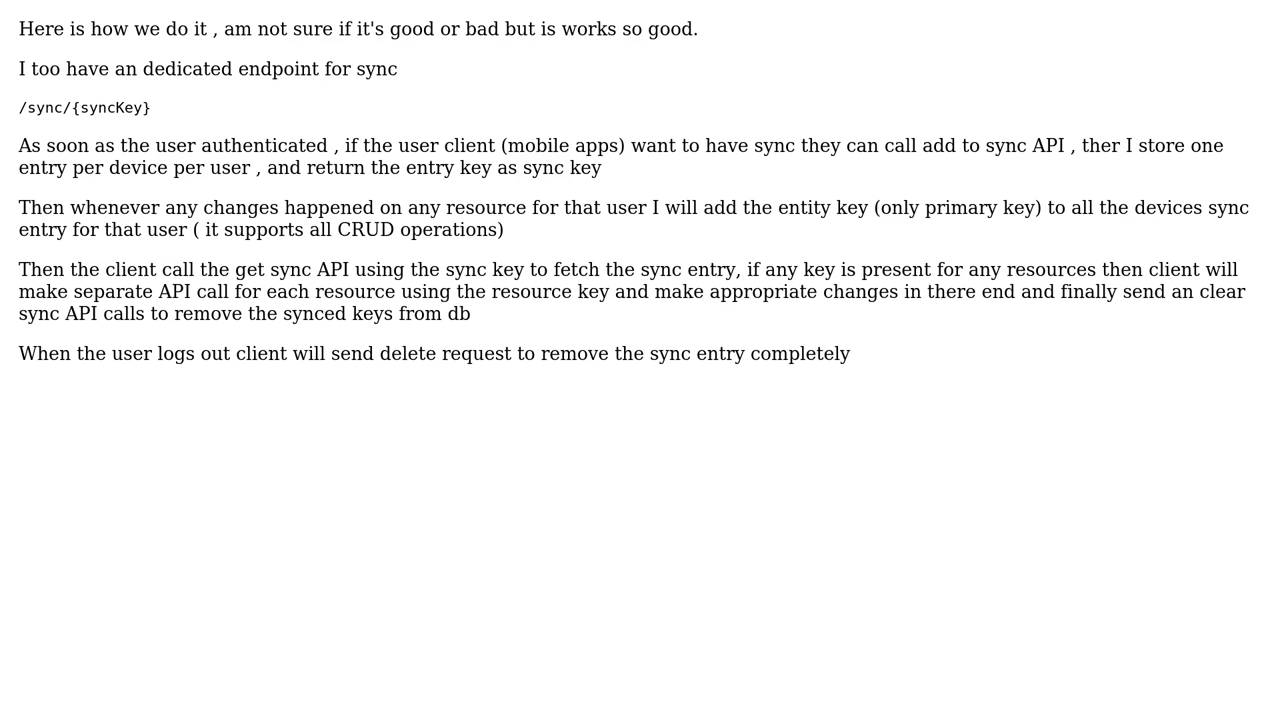 Here is how we do it , am not sure if it's good or bad but is works so good.
I too have an dedicated endpoint for sync
/sync/{syncKey}
As soon as the user authenticated , if the user client (mobile apps) want to have sync they can call add to sync API , ther I store one
entry per device per user , and return the entry key as sync key
Then whenever any changes happened on any resource for that user I will add the entity key (only primary key) to all the devices sync
entry for that user ( it supports all CRUD operations)
Then the client call the get sync API using the sync key to fetch the sync entry, if any key is present for any resources then client will
make separate API call for each resource using the resource key and make appropriate changes in there end and finally send an clear
sync API calls to remove the synced keys from db
When the user logs out client will send delete request to remove the sync entry completely